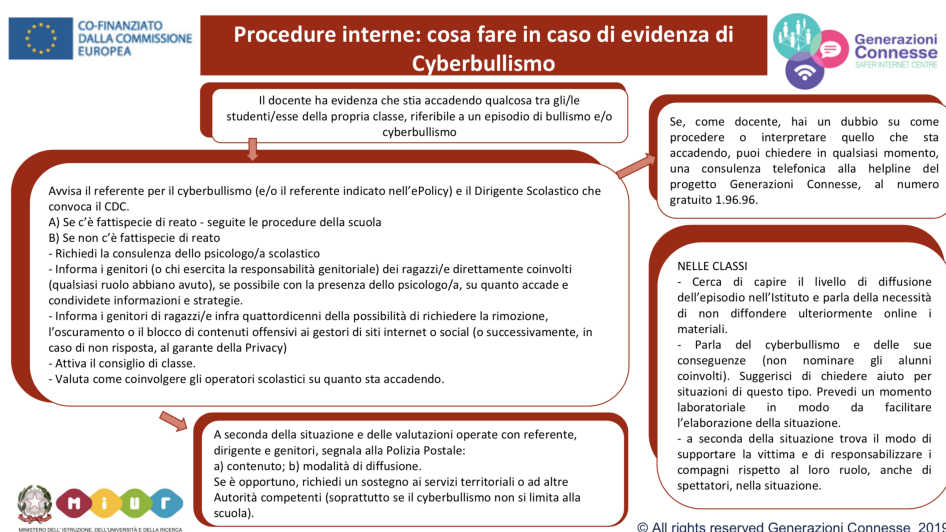 CO-FINANZIATO
DALLA COMMISSIONE
EUROPEA
Procedure interne: cosa fare in caso di evidenza di
Cyberbullismo
Generazioni
Connesse
SAFER INTERNET CENTRE
Il docente ha evidenza che stia accadendo qualcosa tra gli/le
studenti/esse della propria classe, riferibile a un episodio di bullismo e/o
cyberbullismo
Se, come docente, hai un dubbio su come
procedere o interpretare quello che sta
accadendo, puoi chiedere in qualsiasi momento,
una consulenza telefonica alla helpline del
progetto Generazioni Connesse, al numero
gratuito 1.96.96.
Avvisa il referente per il cyberbullismo (e/o il referente indicato nell’ePolicy) e il Dirigente Scolastico che
convoca il CDC.
A) Se c’è fattispecie di reato - seguite le procedure della scuola
B) Se non c’è fattispecie di reato
- Richiedi la consulenza dello psicologo/a scolastico
- Informa i genitori (o chi esercita la responsabilità genitoriale) dei ragazzi/e direttamente coinvolti
(qualsiasi ruolo abbiano avuto), se possibile con la presenza dello psicologo/a, su quanto accade e
condividete informazioni e strategie.
- Informa i genitori di ragazzi/e infra quattordicenni della possibilità di richiedere la rimozione,
l’oscuramento o il blocco di contenuti offensivi ai gestori di siti internet o social (o successivamente, in
caso di non risposta, al garante della Privacy)
- Attiva il consiglio di classe.
- Valuta come coinvolgere gli operatori scolastici su quanto sta accadendo.
NELLE CLASSI
- Cerca di capire il livello di diffusione
dell’episodio nell’Istituto e parla della necessità
di non diffondere ulteriormente online i
materiali.
- Parla del cyberbullismo e delle sue
conseguenze (non nominare gli alunni
coinvolti). Suggerisci di chiedere aiuto per
situazioni di questo tipo. Prevedi un momento
laboratoriale in modo da facilitare
l’elaborazione della situazione.
- a seconda della situazione trova il modo di
supportare la vittima e di responsabilizzare i
compagni rispetto al loro ruolo, anche di
spettatori, nella situazione.
A seconda della situazione e delle valutazioni operate con referente,
dirigente e genitori, segnala alla Polizia Postale:
a) contenuto; b) modalità di diffusione.
Se è opportuno, richiedi un sostegno ai servizi territoriali o ad altre
Autorità competenti (soprattutto se il cyberbullismo non si limita alla
scuola).
miur
MINISTERO DELL' ISTRUZIONE, DELL'UNIVERSITÀ E DELLA RICERCA
© All rights reserved Generazioni Connesse 2019